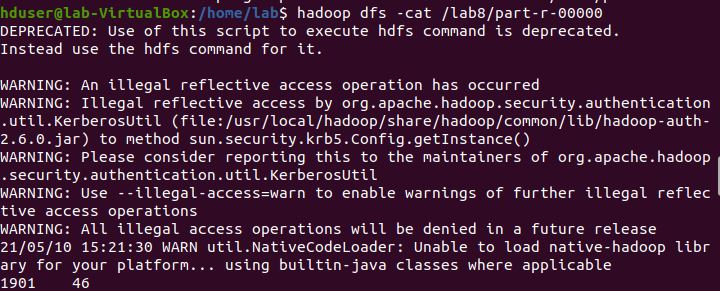 hduser@lab-VirtualBox:/home/lab$ hadoop dfs -cat /lab8/part-r-00000
DEPRECATED: Use of this script to execute hdfs command is deprecated.
Instead use the hdfs command for it.

WARNING: An illegal reflective access operation has occurred
WARNING: Illegal reflective access by org.apache.hadoop.security.authentication
.util.KerberosUtil (file:/usr/local/hadoop/share/hadoop/common/lib/hadoop-auth-
2.6.0.jar) to method sun.security.krb5.Config.getInstance()
WARNING: Please consider reporting this to the maintainers of org.apache.hadoop
.security.authentication.util.KerberosUtil
WARNING: Use --illegal-access=warn to enable warnings of further illegal reflec
tive access operations
WARNING: All illegal access operations will be denied in a future release
21/05/10 15:21:30 WARN util.NativeCodeLoader: Unable to load native-hadoop libr
ary for your platform... using builtin-java classes where applicable
1901    46